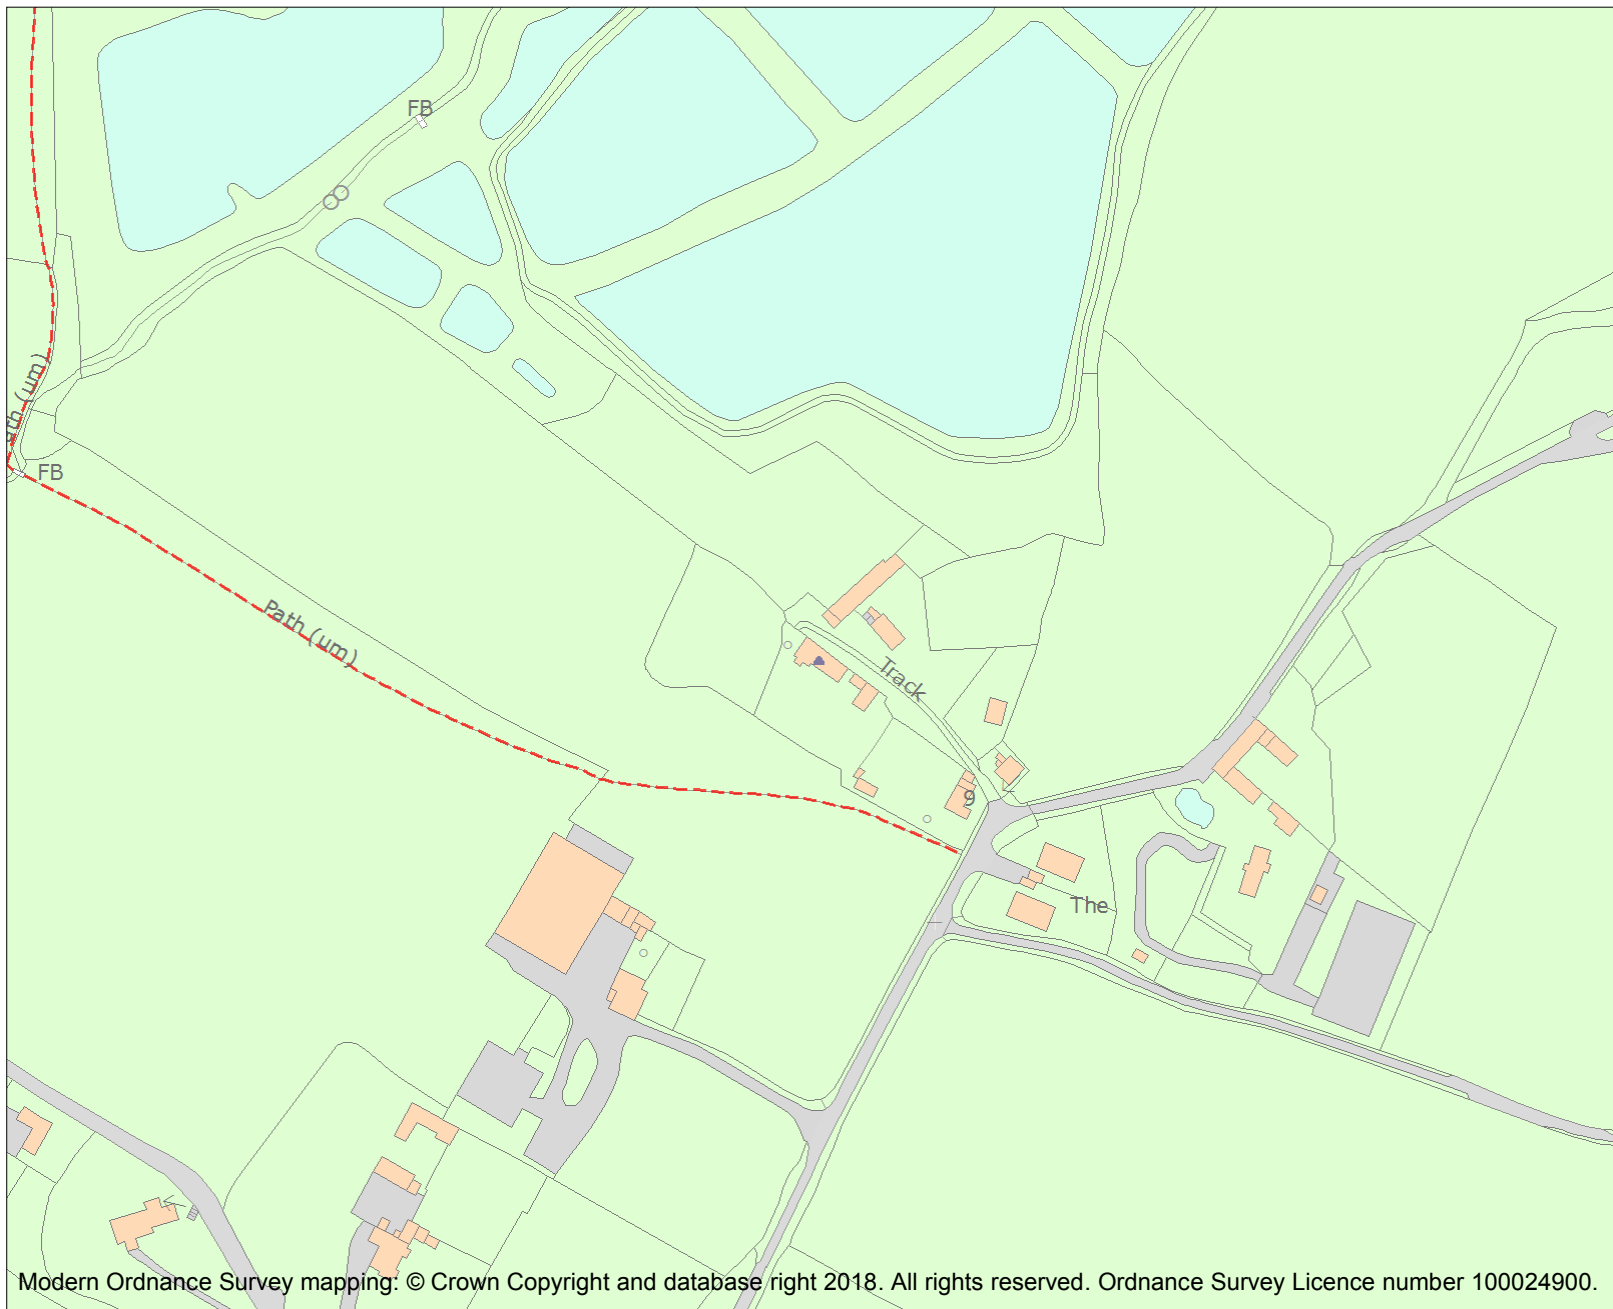 FB
ath (um)
FB
Path (um)
Track
9
The
Modern Ordnance Survey mapping: © Crown Copyright and database right 2018. All rights reserved. Ordnance Survey Licence number 100024900.